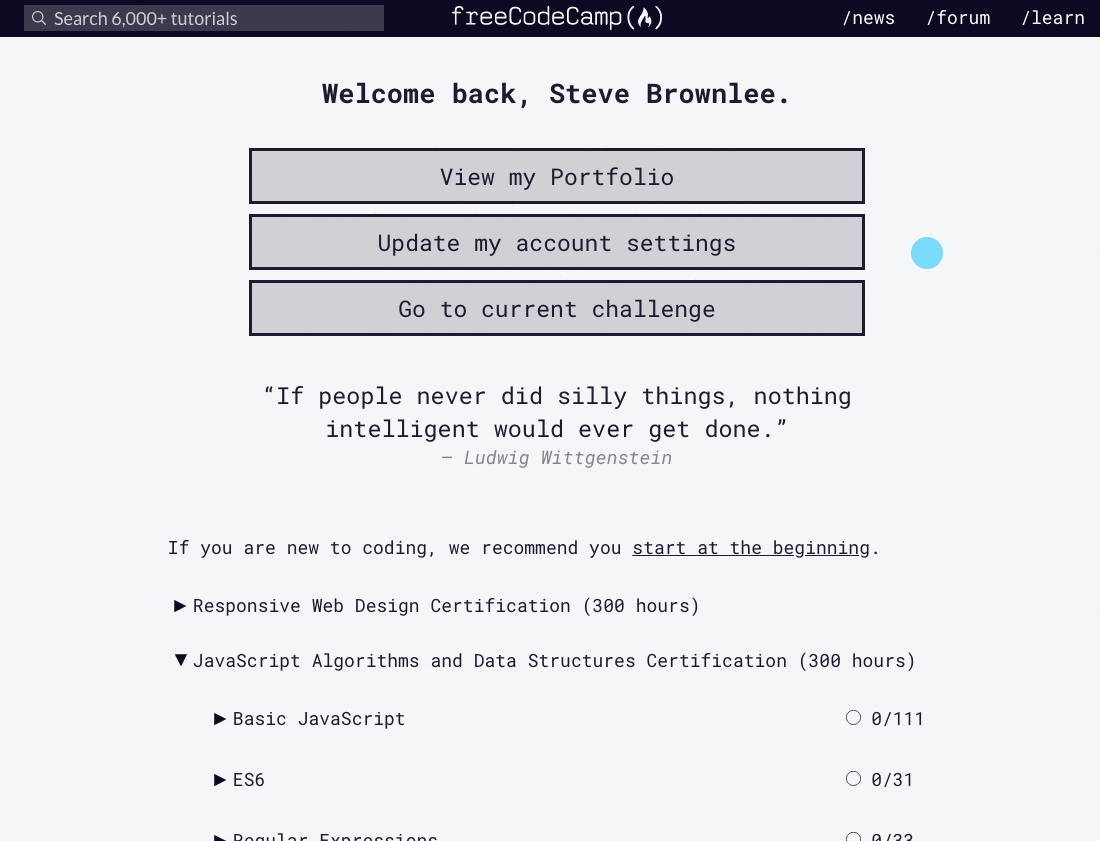 Search 6,000+ tutorials
freeCodeCamp
/news
/forum
/learn
Welcome back, Steve Brownlee.
View my Portfolio
Update my account settings
Go to current challenge
“If people never did silly things, nothing
intelligent would ever get done.”
— Ludwig Wittgenstein
If you are new to coding, we recommend you start at the beginning.
Responsive Web Design Certification (300 hours)
JavaScript Algorithms and Data Structures Certification (300 hours)
Basic JavaScript 0/111
ES6 0/31
Regular Expressions 0/33